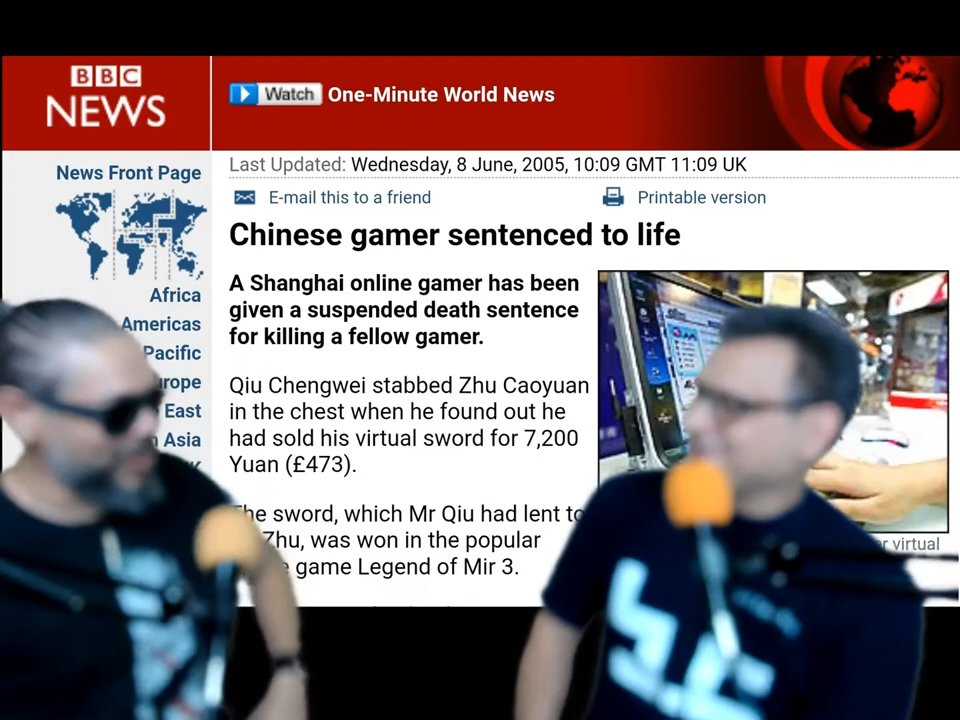 BBC
NEWS
Watch One-Minute World News
Last Updated: Wednesday, 8 June, 2005, 10:09 GMT 11:09 UK
News Front Page
E-mail this to a friend
Printable version
Chinese gamer sentenced to life
Africa
Americas
Pacific
East
Asia
A Shanghai online gamer has been
given a suspended death sentence
for killing a fellow gamer.
Qiu Chengwei stabbed Zhu Caoyuan
in the chest when he found out he
had sold his virtual sword for 7,200
Yuan (£473).
The sword, which Mr Qiu had lent to
Zhu, was won in the popular
game Legend of Mir 3.
virtual